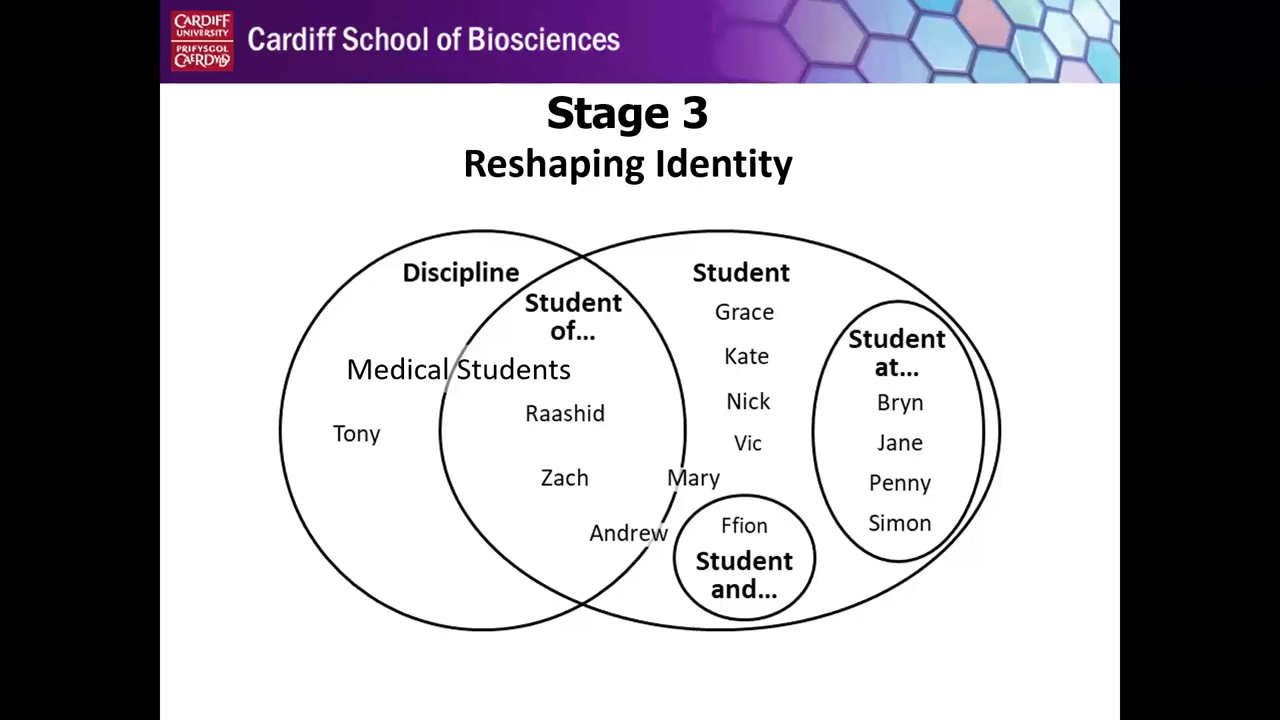 CARDIFF
UNIVERSITY
PRIFYSGOL
CAERDYDD
Cardiff School of Biosciences
Stage 3
Reshaping Identity
Discipline
Student
Student
of...
Grace
Student
at...
Kate
Medical Students
Nick
Bryn
Raashid
Tony
Vic
Jane
Zach
Mary
Penny
Andrew
Ffion
Simon
Student
and...